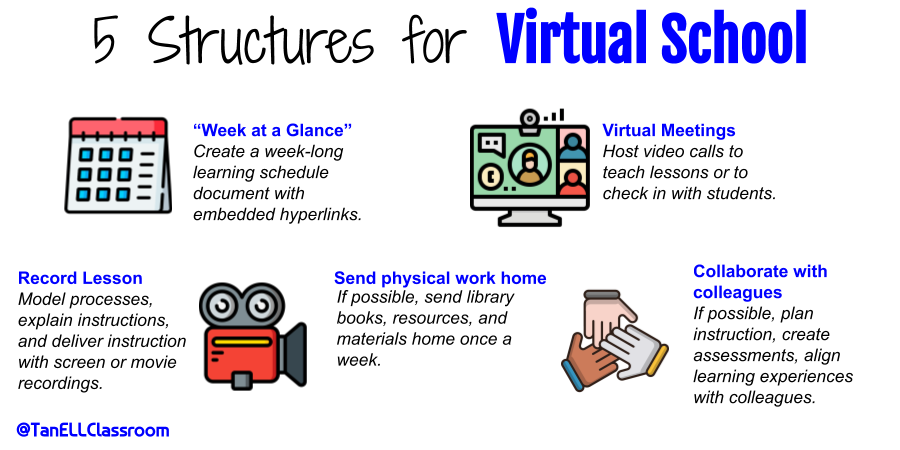 5 Structures for Virtual School
“Week at a Glance”
Create a week-long
learning schedule
document with
embedded hyperlinks.
Virtual Meetings
Host video calls to
teach lessons or to
check in with students.
Record Lesson
Model processes,
explain instructions,
and deliver instruction
with screen or movie
recordings.
Send physical work home
If possible, send library
books, resources, and
materials home once a
week.
Collaborate with
colleagues
If possible, plan
instruction, create
assessments, align
learning experiences
with colleagues.
@TanELLClassroom